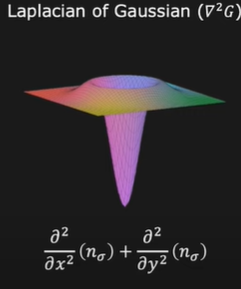 Laplacian of Gaussian (∇²G)
∂²/∂x² (n_σ) + ∂²/∂y² (n_σ)